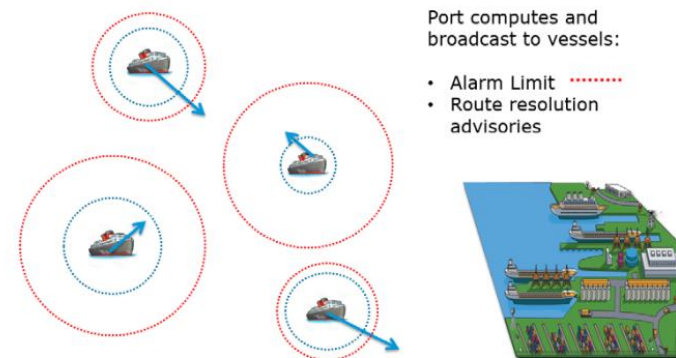 Port computes and
broadcast to vessels:
• Alarm Limit
• Route resolution
advisories